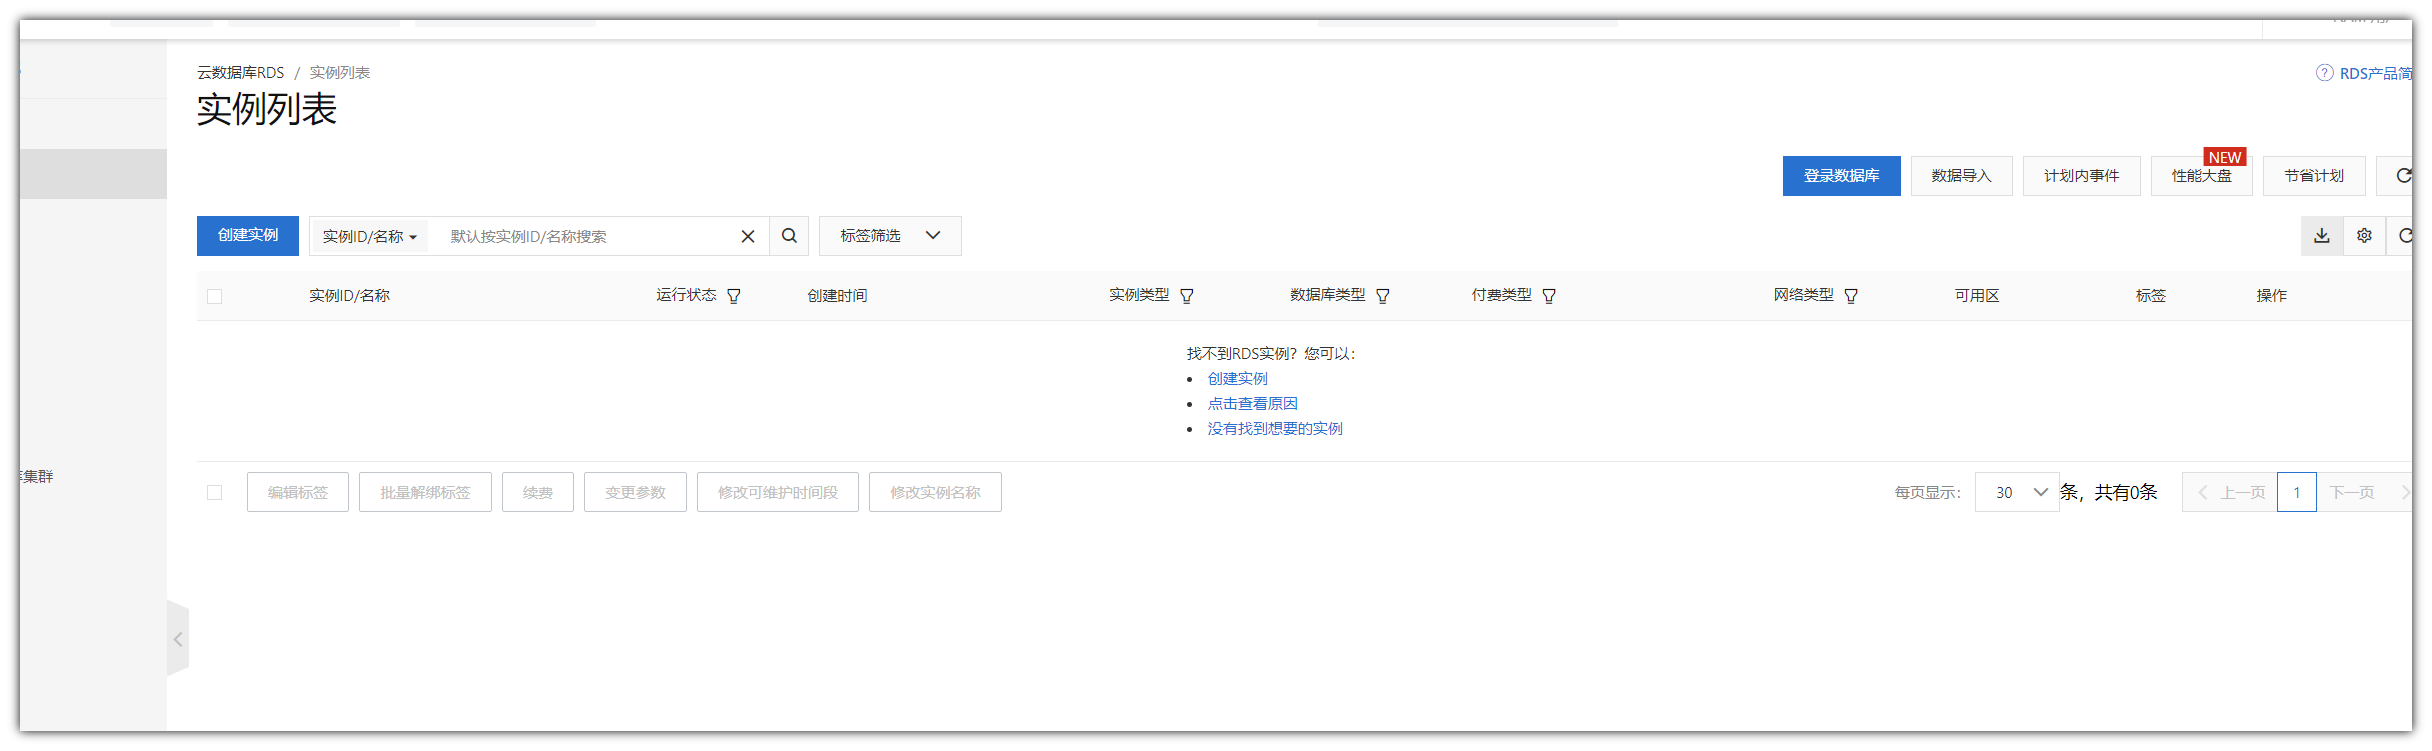 云数据库RDS / 实例列表
RDS产品简
实例列表
NEW
登录数据库 数据导入 计划内事件 性能大盘 节省计划
创建实例 实例ID/名称 默认按实例ID/名称搜索 标签筛选
实例ID/名称 运行状态 创建时间 实例类型 数据库类型 付费类型 网络类型 可用区 标签 操作
找不到RDS实例？您可以：
创建实例
点击查看原因
没有找到想要的实例
集群
编辑标签 批量解绑标签 续费 变更参数 修改可维护时间段 修改实例名称 每页显示： 30 条，共有0条 上一页 1 下一页